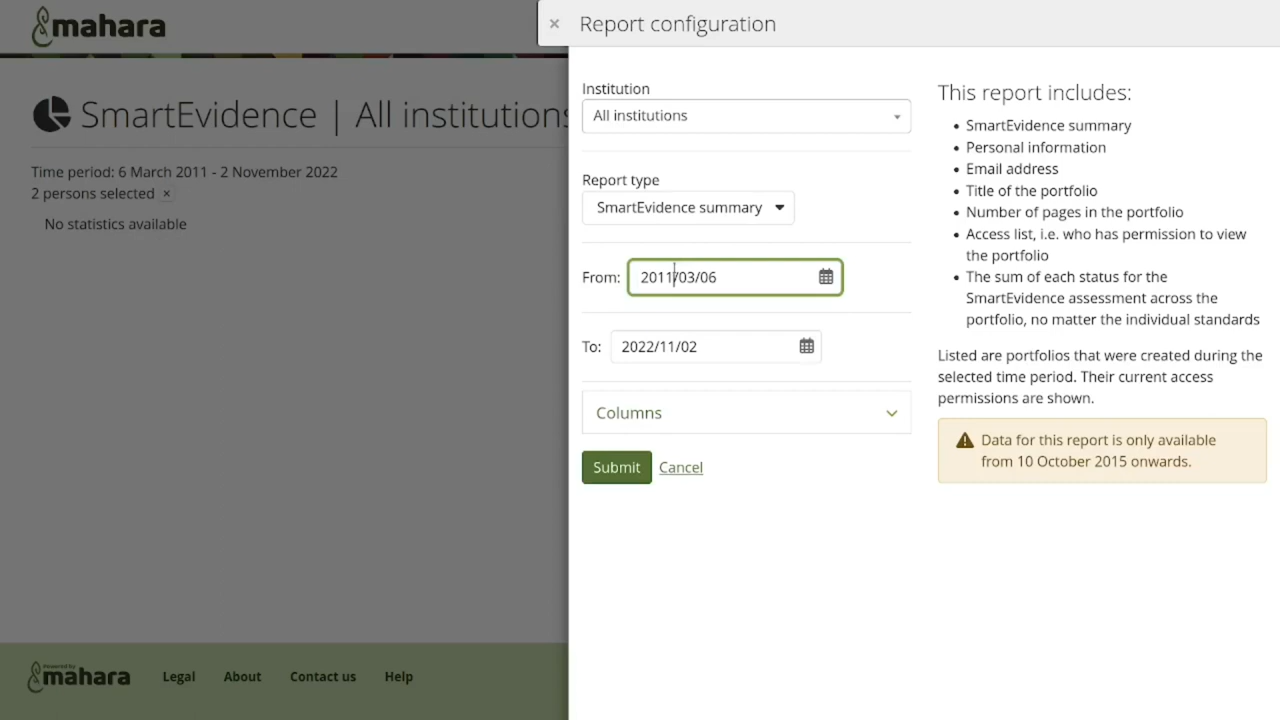 mahara
SmartEvidence | All institutions
Time period: 6 March 2011 - 2 November 2022
2 persons selected ×
No statistics available
× Report configuration
Institution
All institutions
Report type
SmartEvidence summary
From: 2011/03/06
To: 2022/11/02
Columns
Submit Cancel
This report includes:
• SmartEvidence summary
• Personal information
• Email address
• Title of the portfolio
• Number of pages in the portfolio
• Access list, i.e. who has permission to view
the portfolio
• The sum of each status for the
SmartEvidence assessment across the
portfolio, no matter the individual standards
Listed are portfolios that were created during the
selected time period. Their current access
permissions are shown.
Data for this report is only available
from 10 October 2015 onwards.
Powered by
mahara
Legal About Contact us Help